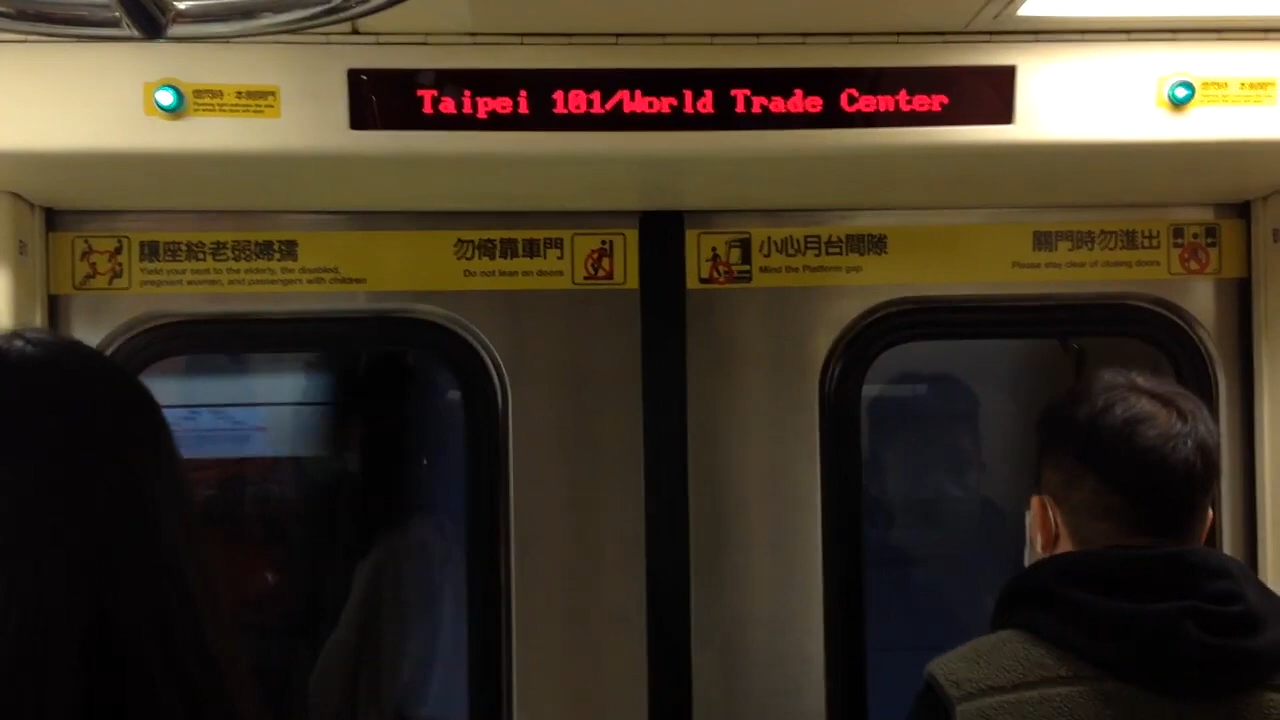 Taipei 101/World Trade Center
讓座給老弱婦孺
Yield your seat to the elderly, the disabled,
pregnant women, and passengers with children
勿倚靠車門
Do not lean on doors
小心月台間隙
Mind the Platform gap
關門時勿進出
Please stay clear of closing doors